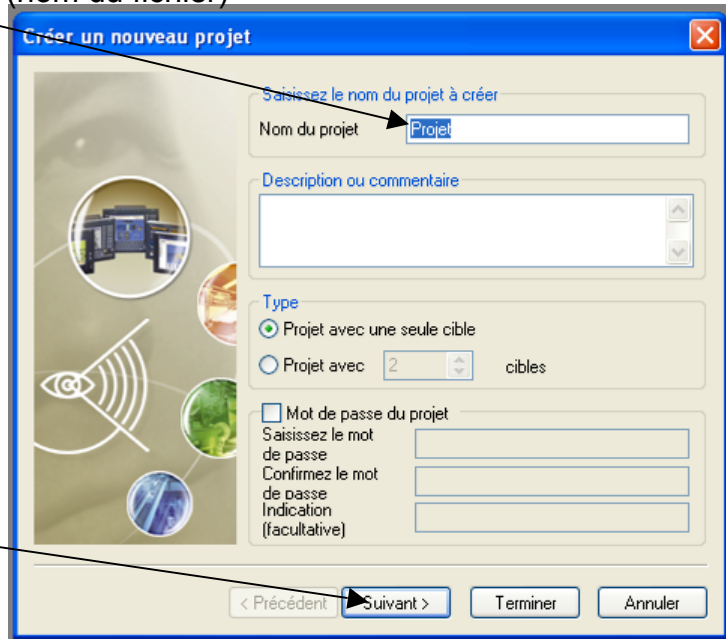 (nom du fichier)
Créer un nouveau projet
Saisissez le nom du projet à créer
Nom du projet Projet
Description ou commentaire
Type
Projet avec une seule cible
Projet avec 2 cibles
Mot de passe du projet
Saisissez le mot
de passe
Confirmez le mot
de passe
Indication
(facultative)
< Précédent Suivant > Terminer Annuler